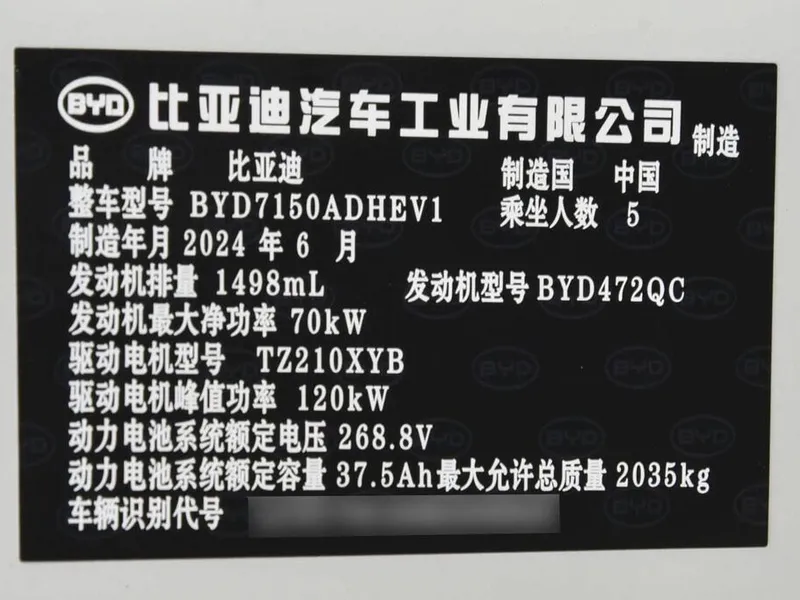 BYD 比亚迪汽车工业有限公司 制造
品 牌 比亚迪 制造国 中国
整车型号 BYD7150ADHEV1 乘坐人数 5
制造年月 2024 年 6 月
发动机排量 1498mL 发动机型号 BYD472QC
发动机最大净功率 70kW
驱动电机型号 TZ210XYB
驱动电机峰值功率 120kW
动力电池系统额定电压 268.8V
动力电池系统额定容量 37.5Ah 最大允许总质量 2035kg
车辆识别代号